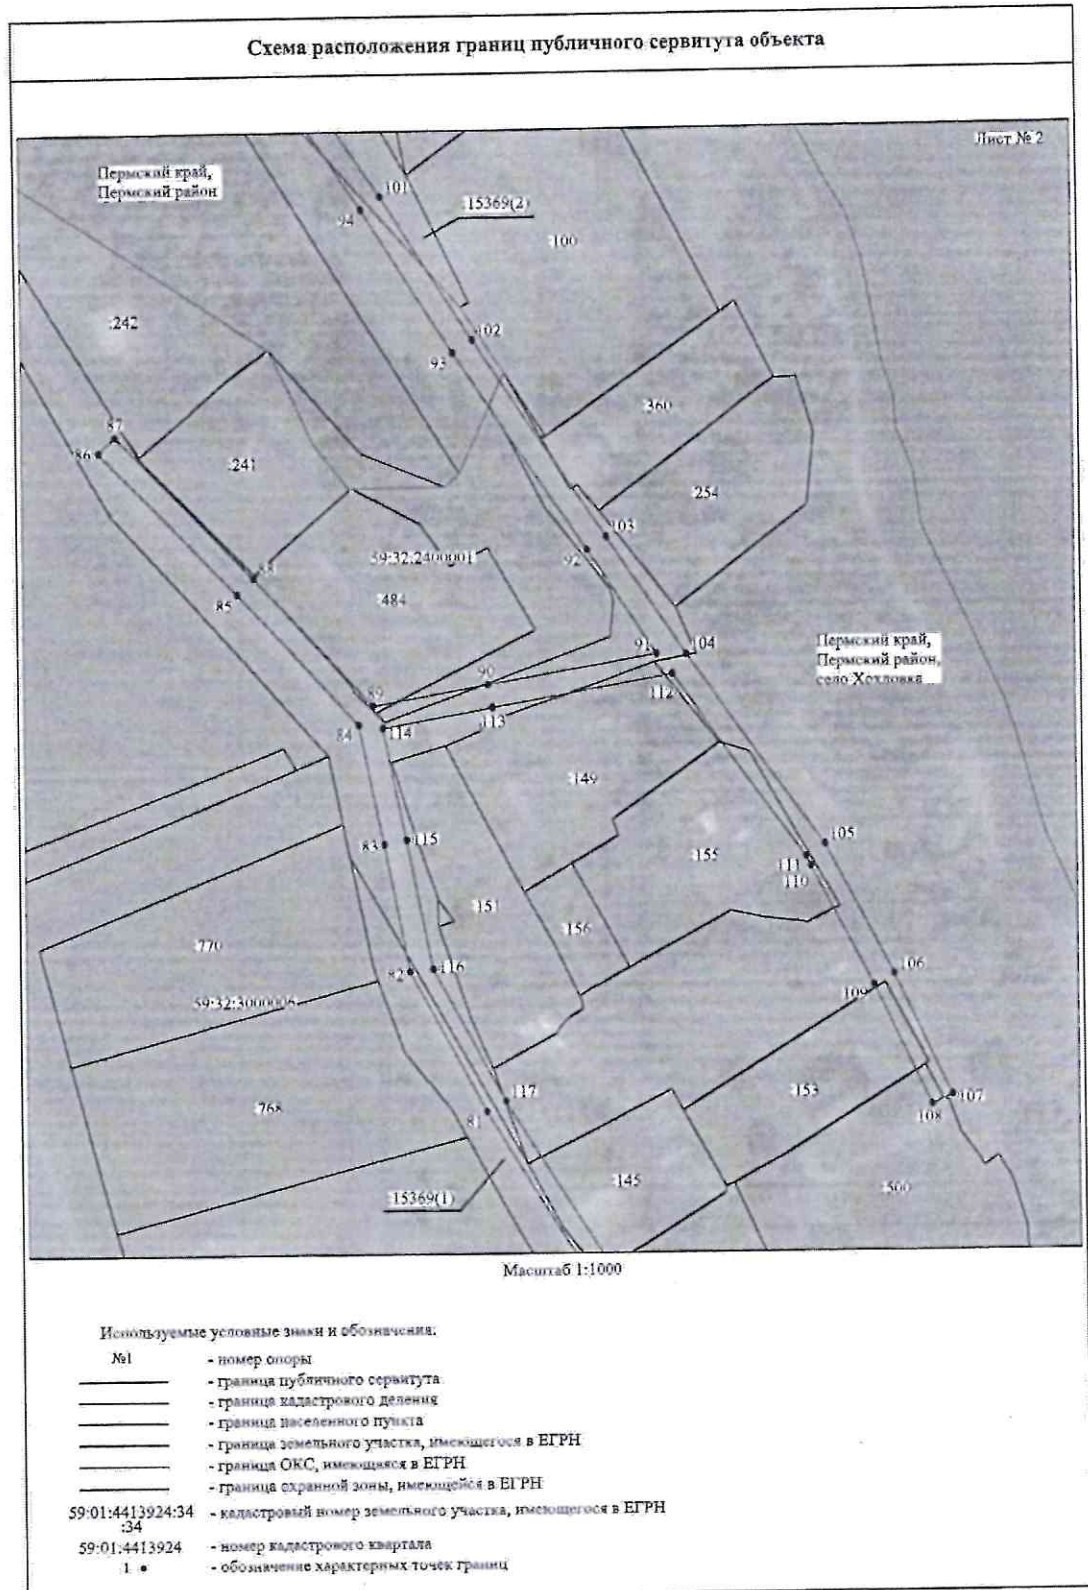 Схема расположения границ публичного сервитута объекта
Лист № 2
Пермский край,
Пермский район
101
94
15369(2)
100
:242
102
93
360
87
86
:241
254
103
92
59:32:2400001
88
85
484
91
104
Пермский край,
Пермский район,
село Хохловка
90
112
89
113
84
114
149
83
115
105
155
111
110
151
156
770
82
116
106
109
59:32:3000006
153
107
108
768
117
81
145
500
15369(1)
Масштаб 1:1000
Используемые условные знаки и обозначения:
№1 - номер опоры
- граница публичного сервитута
- граница кадастрового деления
- граница населенного пункта
- граница земельного участка, имеющегося в ЕГРН
- граница ОКС, имеющаяся в ЕГРН
- граница охранной зоны, имеющейся в ЕГРН
59:01:4413924:34 - кадастровый номер земельного участка, имеющегося в ЕГРН
:34
59:01:4413924 - номер кадастрового квартала
1 • - обозначение характерных точек границ